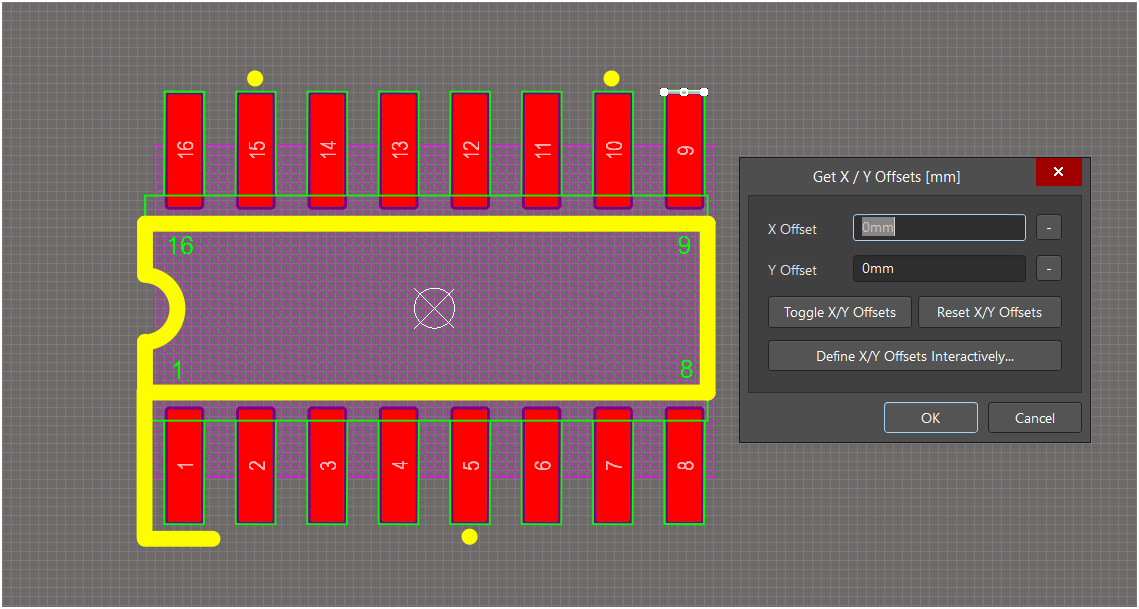 16 15 14 13 12 11 10 9
16 9
1 8
1 2 3 4 5 6 7 8
Get X / Y Offsets [mm]
X Offset 0mm -
Y Offset 0mm -
Toggle X/Y Offsets Reset X/Y Offsets
Define X/Y Offsets Interactively...
OK Cancel